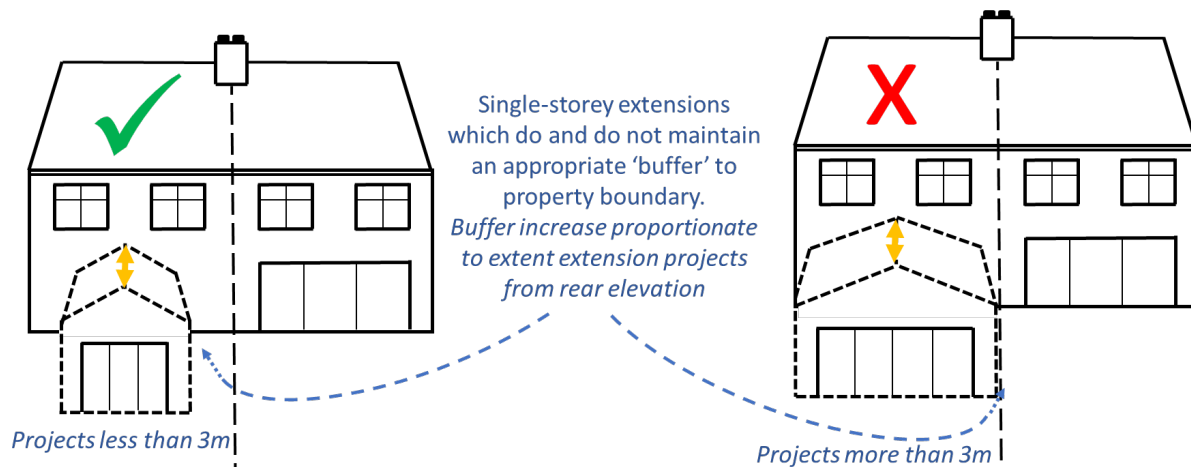 Single-storey extensions
which do and do not maintain
an appropriate ‘buffer’ to
property boundary.
Buffer increase proportionate
to extent extension projects
from rear elevation
Projects less than 3m
Projects more than 3m